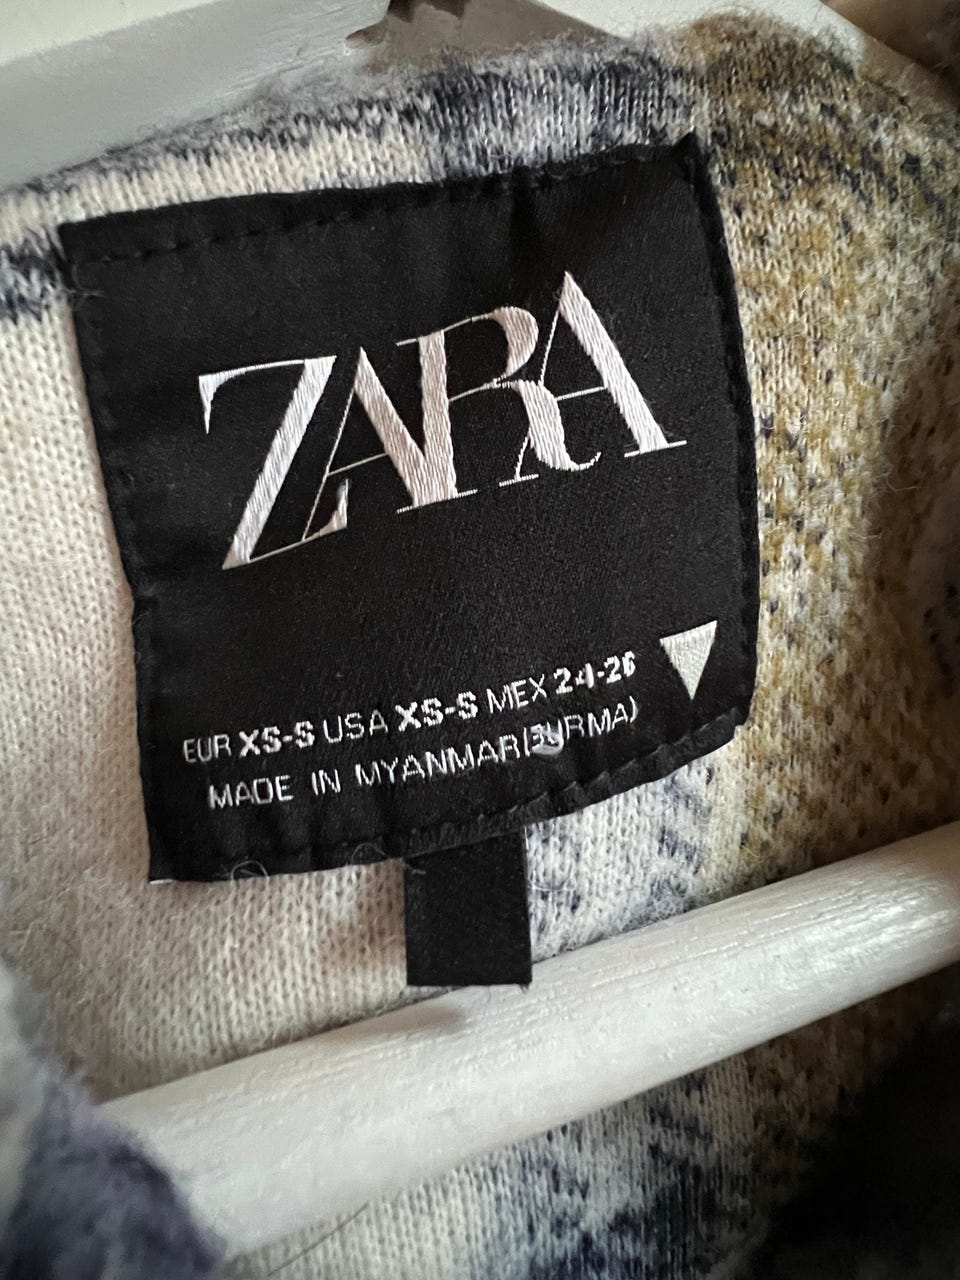 ZARA
EUR XS-S USA XS-S MEX 24-26
MADE IN MYANMAR(BURMA)